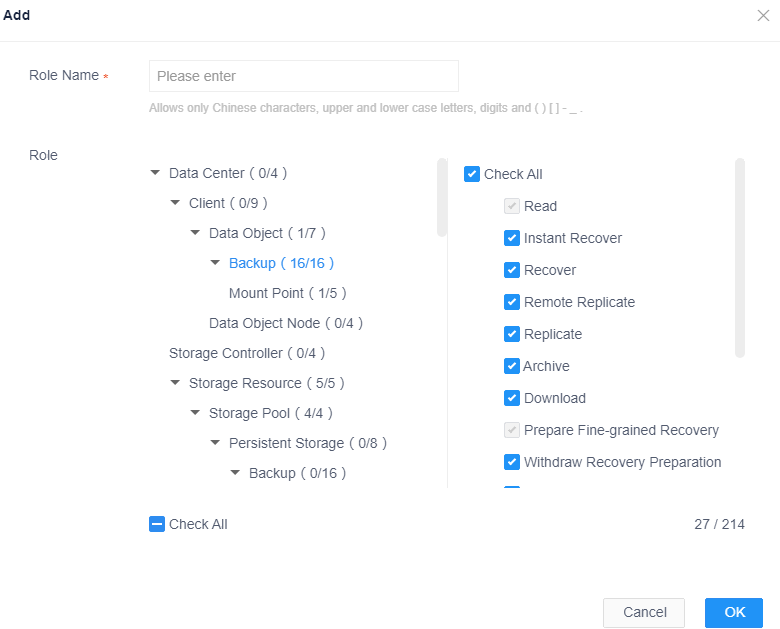 Add
Role Name *
Please enter
Allows only Chinese characters, upper and lower case letters, digits and ( ) [ ] - _ .
Role
Data Center ( 0/4 )
Client ( 0/9 )
Data Object ( 1/7 )
Backup ( 16/16 )
Mount Point ( 1/5 )
Data Object Node ( 0/4 )
Storage Controller ( 0/4 )
Storage Resource ( 5/5 )
Storage Pool ( 4/4 )
Persistent Storage ( 0/8 )
Backup ( 0/16 )
Check All
Read
Instant Recover
Recover
Remote Replicate
Replicate
Archive
Download
Prepare Fine-grained Recovery
Withdraw Recovery Preparation
Check All
27 / 214
Cancel
OK